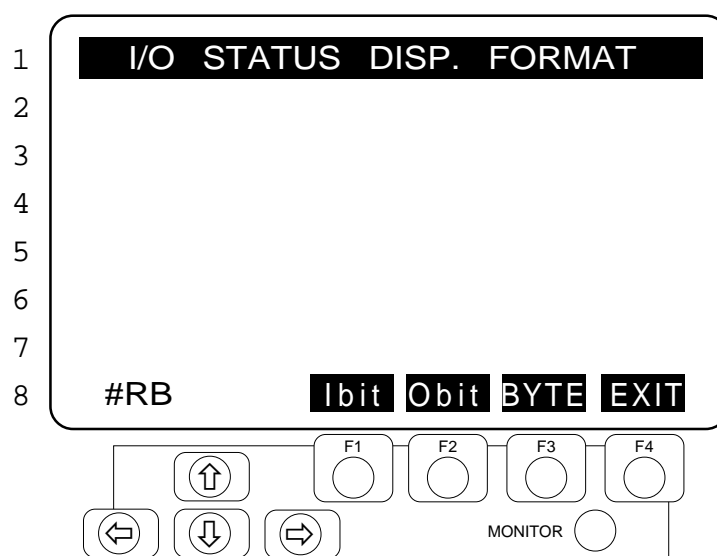 1 I/O STATUS DISP. FORMAT
2
3
4
5
6
7
8 #RB Ibit Obit BYTE EXIT
F1 F2 F3 F4
MONITOR